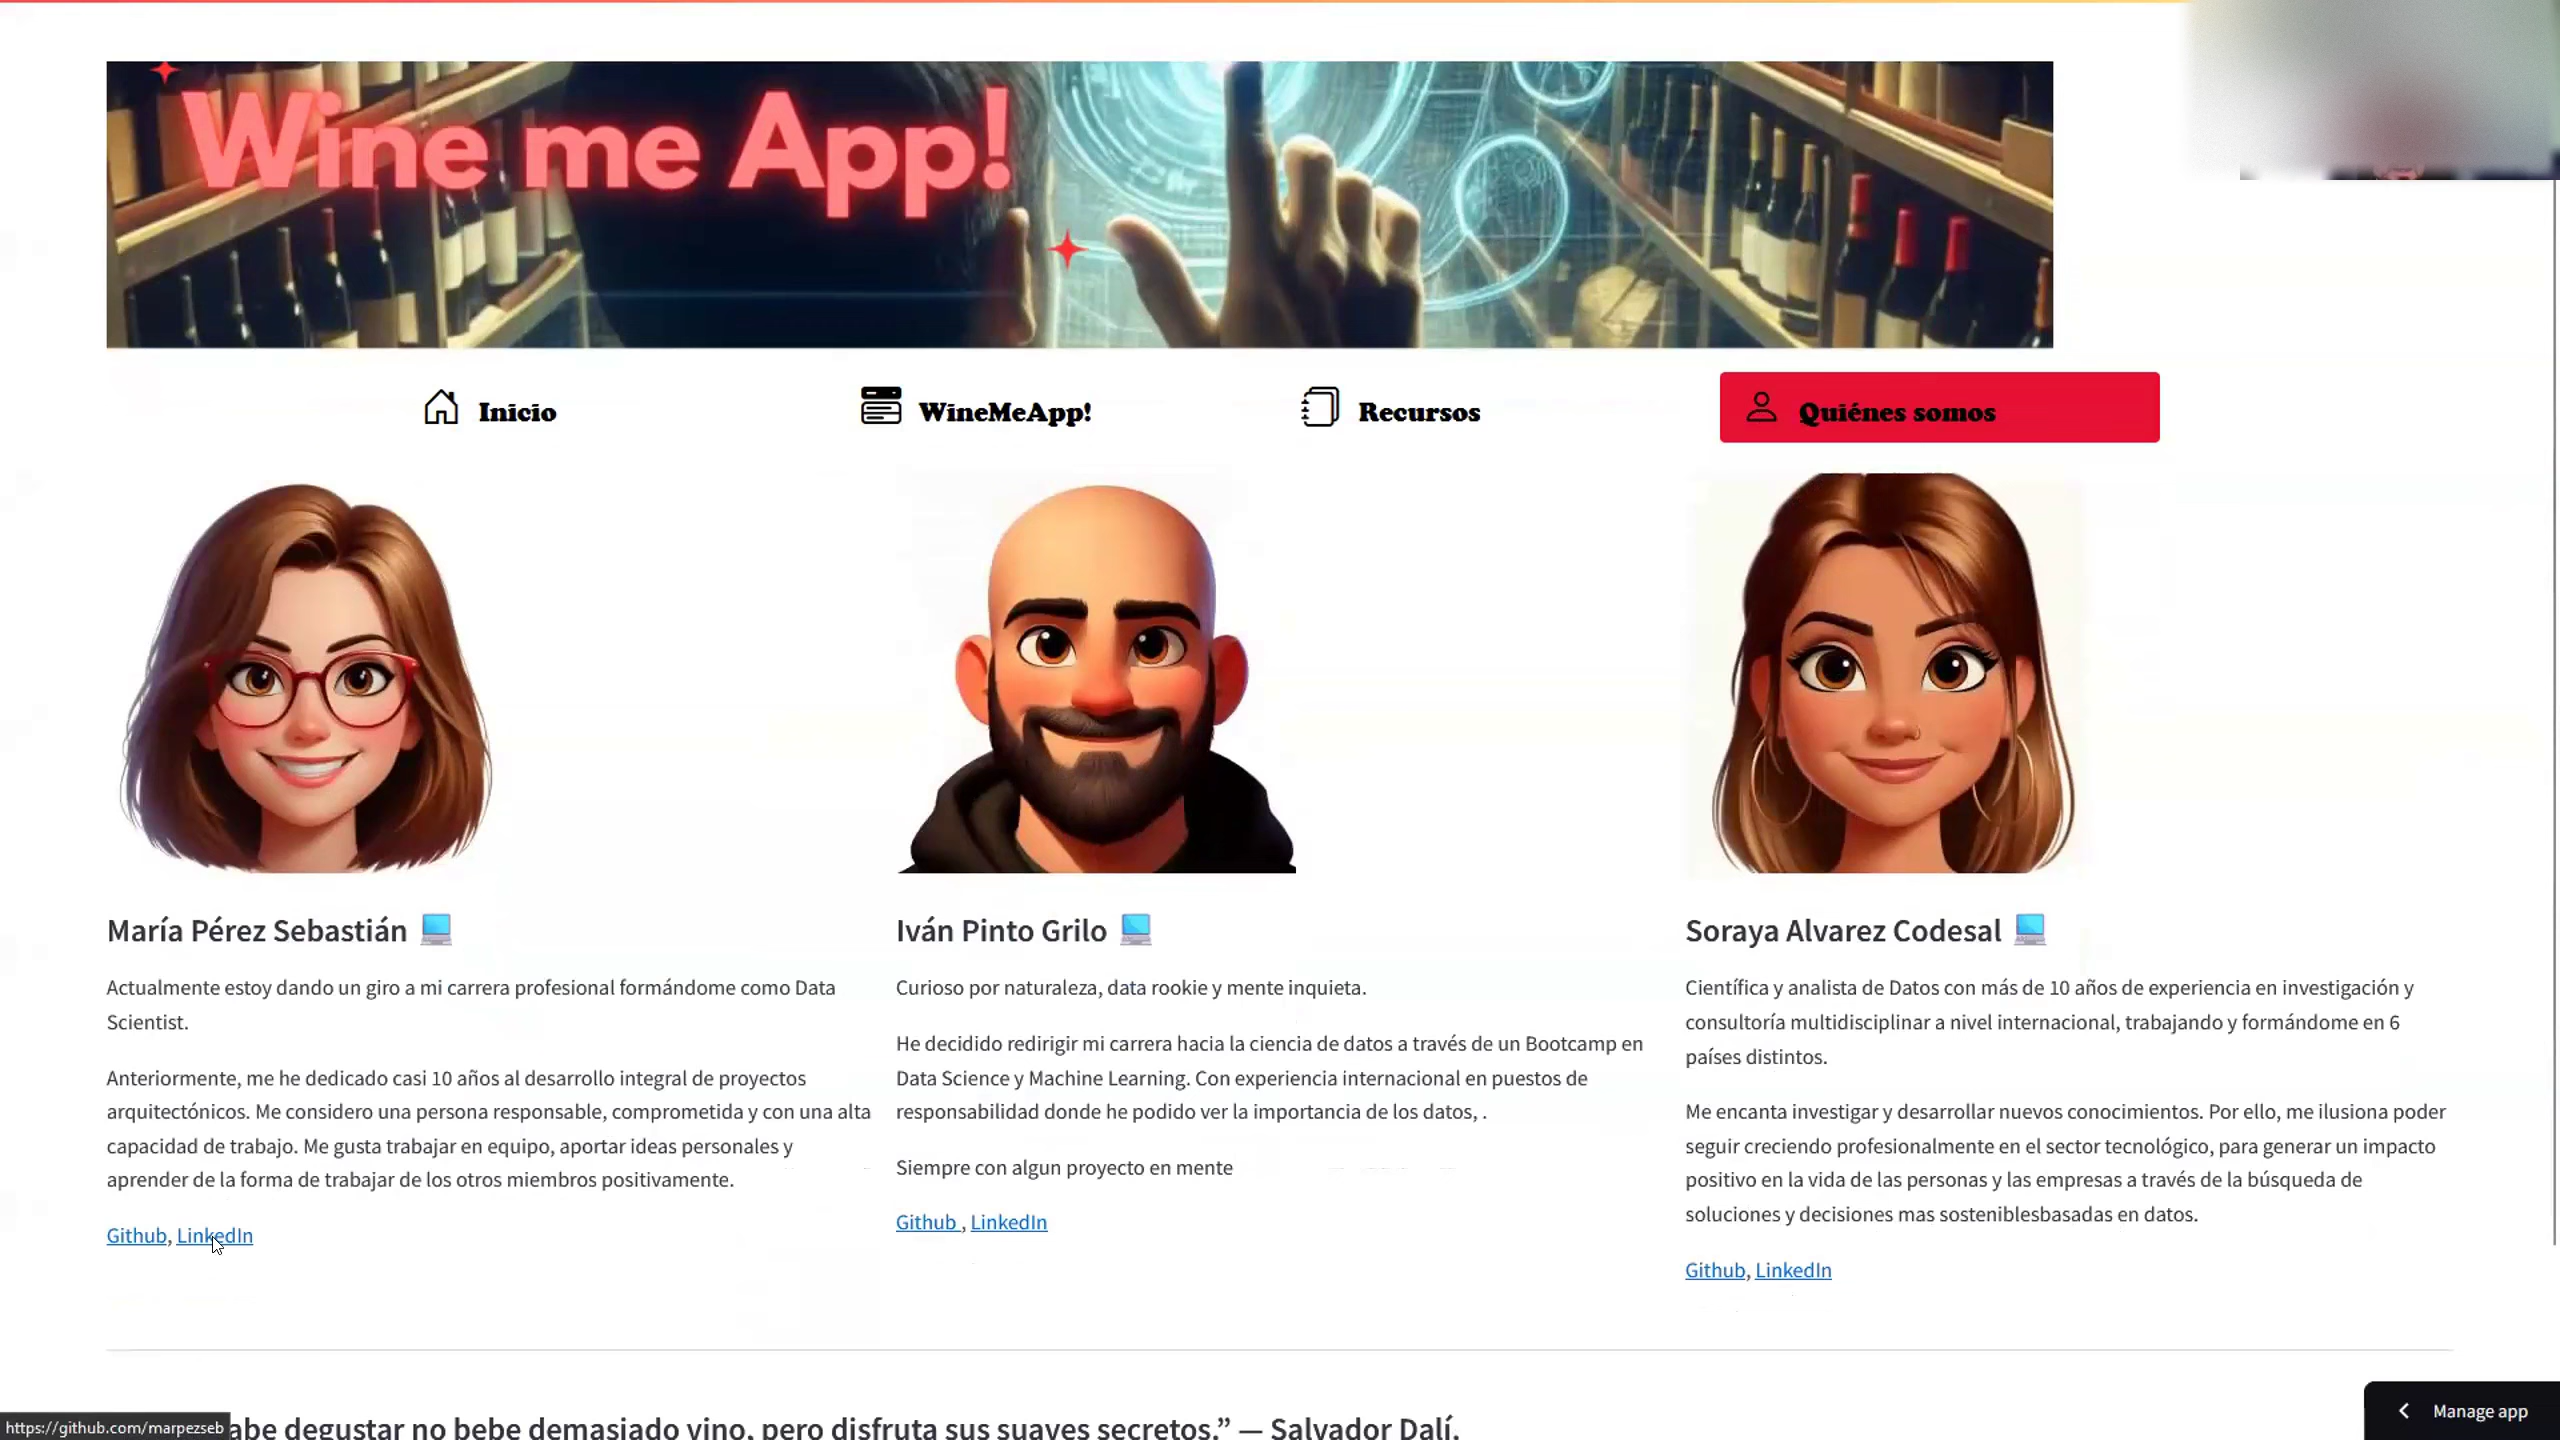 Wine me App!
Inicio
WineMeApp!
Recursos
Quiénes somos
María Pérez Sebastián
Actualmente estoy dando un giro a mi carrera profesional formándome como Data
Scientist.
Anteriormente, me he dedicado casi 10 años al desarrollo integral de proyectos
arquitectónicos. Me considero una persona responsable, comprometida y con una alta
capacidad de trabajo. Me gusta trabajar en equipo, aportar ideas personales y
aprender de la forma de trabajar de los otros miembros positivamente.
Github, LinkedIn
Iván Pinto Grilo
Curioso por naturaleza, data rookie y mente inquieta.
He decidido redirigir mi carrera hacia la ciencia de datos a través de un Bootcamp en
Data Science y Machine Learning. Con experiencia internacional en puestos de
responsabilidad donde he podido ver la importancia de los datos, .
Siempre con algun proyecto en mente
Github , LinkedIn
Soraya Alvarez Codesal
Científica y analista de Datos con más de 10 años de experiencia en investigación y
consultoría multidisciplinar a nivel internacional, trabajando y formándome en 6
países distintos.
Me encanta investigar y desarrollar nuevos conocimientos. Por ello, me ilusiona poder
seguir creciendo profesionalmente en el sector tecnológico, para generar un impacto
positivo en la vida de las personas y las empresas a través de la búsqueda de
soluciones y decisiones mas sosteniblesbasadas en datos.
Github, LinkedIn
abe degustar no bebe demasiado vino, pero disfruta sus suaves secretos.” — Salvador Dalí.
https://github.com/marpezseb
Manage app